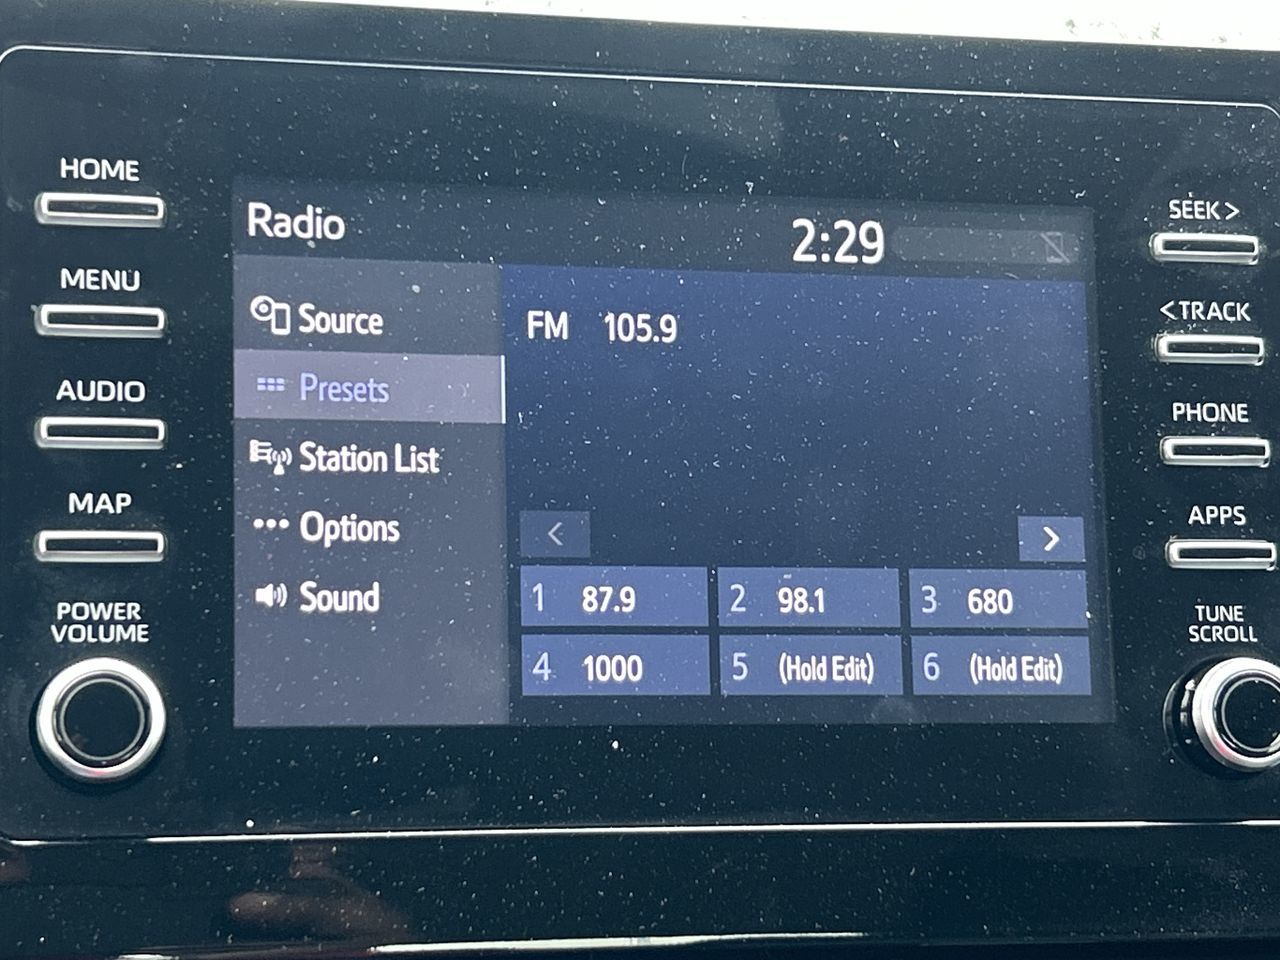 HOME
MENU
AUDIO
MAP
POWER
VOLUME
Radio
2:29
Source
Presets
Station List
Options
Sound
FM 105.9
<
>
1 87.9
2 98.1
3 680
4 1000
5 (Hold Edit)
6 (Hold Edit)
SEEK >
< TRACK
PHONE
APPS
TUNE
SCROLL